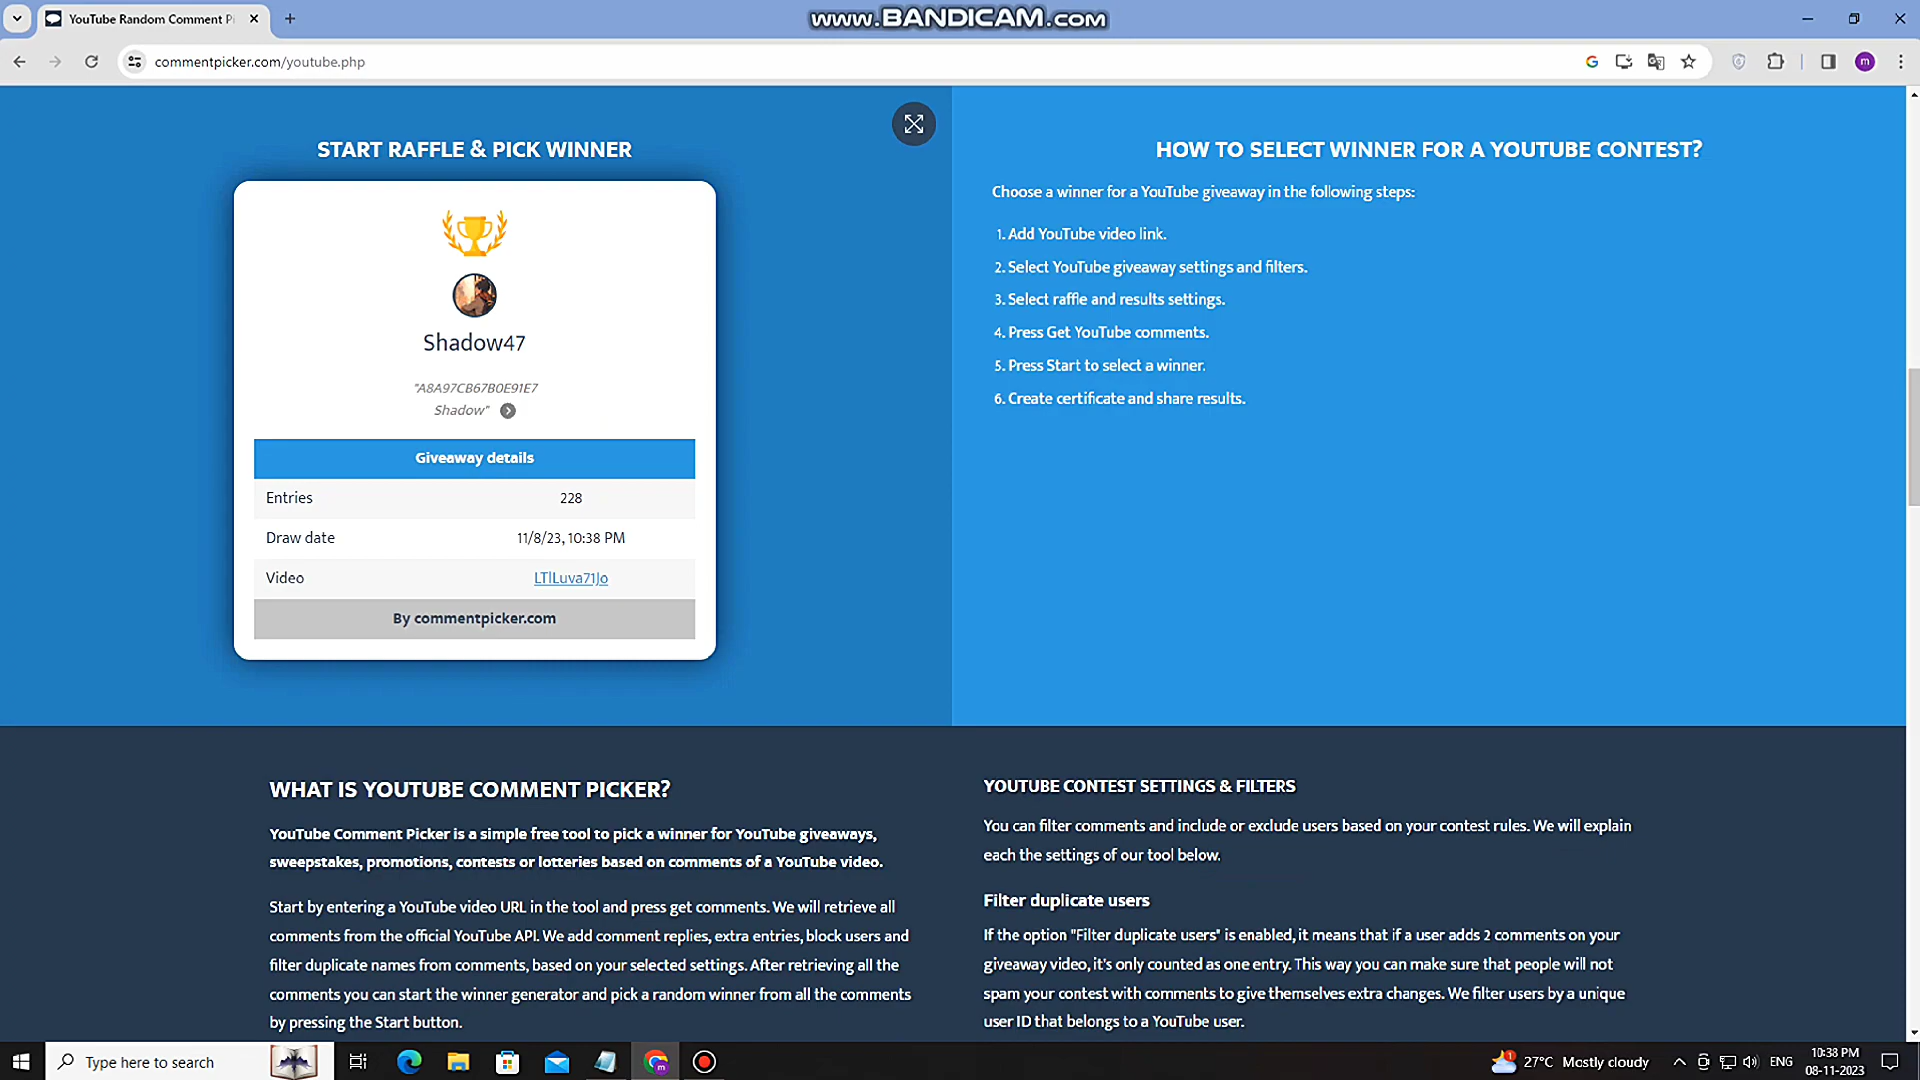 YouTube Random Comment Pi
www.BANDICAM.com
commentpicker.com/youtube.php
START RAFFLE & PICK WINNER
Shadow47
"A8A97CB67B0E91E7
Shadow"
Giveaway details
Entries 228
Draw date 11/8/23, 10:38 PM
Video LTlLuva71Jo
By commentpicker.com
HOW TO SELECT WINNER FOR A YOUTUBE CONTEST?
Choose a winner for a YouTube giveaway in the following steps:
1. Add YouTube video link.
2. Select YouTube giveaway settings and filters.
3. Select raffle and results settings.
4. Press Get YouTube comments.
5. Press Start to select a winner.
6. Create certificate and share results.
WHAT IS YOUTUBE COMMENT PICKER?
YouTube Comment Picker is a simple free tool to pick a winner for YouTube giveaways,
sweepstakes, promotions, contests or lotteries based on comments of a YouTube video.
Start by entering a YouTube video URL in the tool and press get comments. We will retrieve all
comments from the official YouTube API. We add comment replies, extra entries, block users and
filter duplicate names from comments, based on your selected settings. After retrieving all the
comments you can start the winner generator and pick a random winner from all the comments
by pressing the Start button.
YOUTUBE CONTEST SETTINGS & FILTERS
You can filter comments and include or exclude users based on your contest rules. We will explain
each the settings of our tool below.
Filter duplicate users
If the option "Filter duplicate users" is enabled, it means that if a user adds 2 comments on your
giveaway video, it's only counted as one entry. This way you can make sure that people will not
spam your contest with comments to give themselves extra changes. We filter users by a unique
user ID that belongs to a YouTube user.
Type here to search
27°C Mostly cloudy
ENG
10:38 PM
08-11-2023